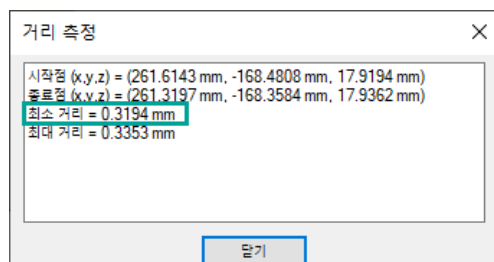 거리 측정
시작점 (x,y,z) = (261.6143 mm, -168.4808 mm, 17.9194 mm)
종료점 (x,y,z) = (261.3197 mm, -168.3584 mm, 17.9362 mm)
최소 거리 = 0.3194 mm
최대 거리 = 0.3353 mm
닫기